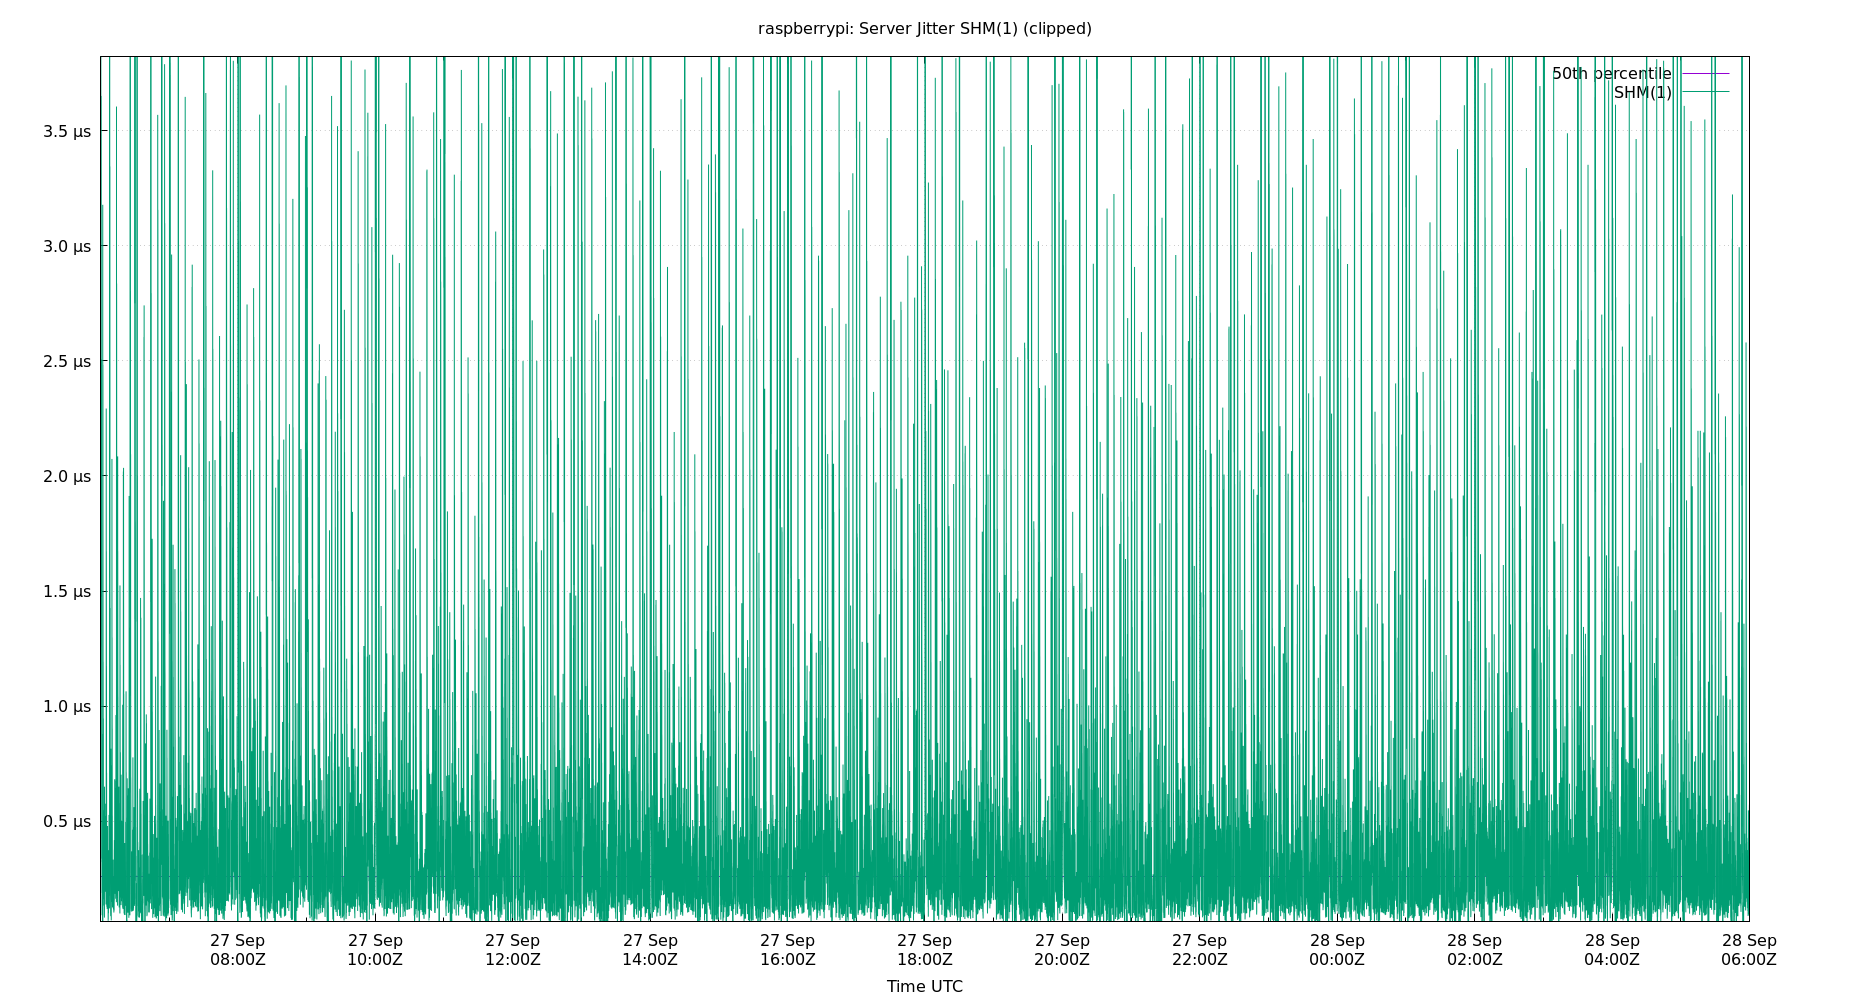 raspberrypi: Server Jitter SHM(1) (clipped)
50th percentile
SHM(1)
3.5 µs
3.0 µs
2.5 µs
2.0 µs
1.5 µs
1.0 µs
0.5 µs
27 Sep 27 Sep 27 Sep 27 Sep 27 Sep 27 Sep 27 Sep 27 Sep 28 Sep 28 Sep 28 Sep 28 Sep
08:00Z 10:00Z 12:00Z 14:00Z 16:00Z 18:00Z 20:00Z 22:00Z 00:00Z 02:00Z 04:00Z 06:00Z
Time UTC